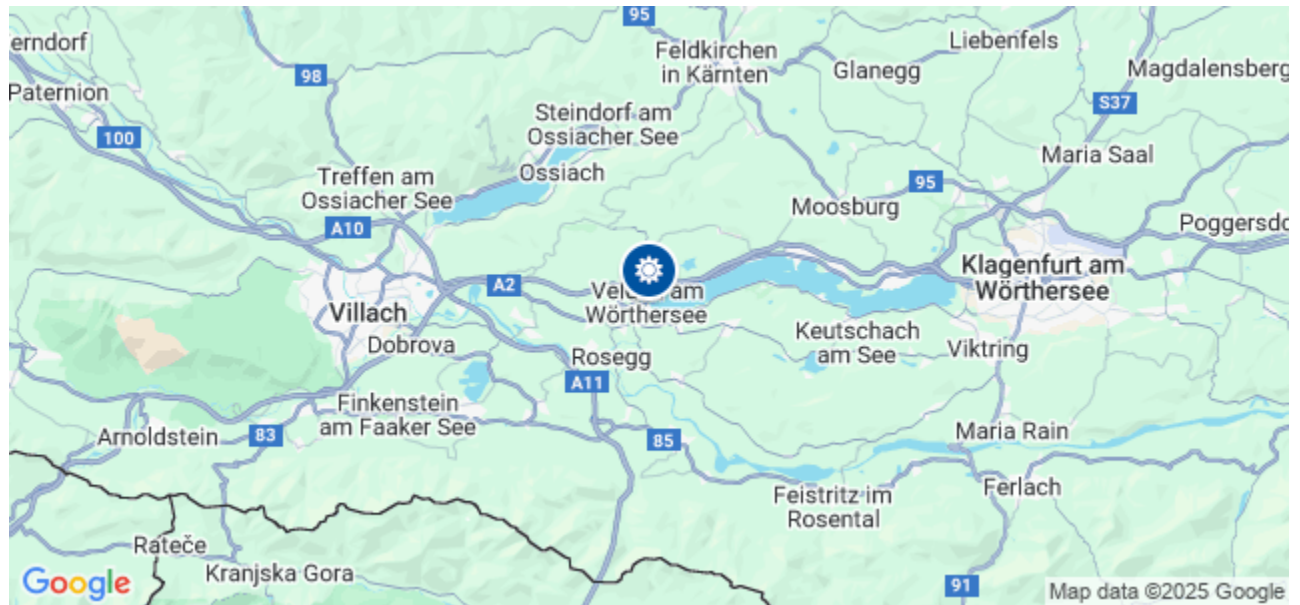 95
erndorf
Feldkirchen
in Kärnten
Liebenfels
Glanegg
Magdalensberg
98
Paternion
S37
Steindorf am
Ossiacher See
100
Maria Saal
Treffen am
Ossiacher See
Ossiach
95
Moosburg
A10
Poggersdo
Klagenfurt am
Wörthersee
A2
am
Wörthersee
Villach
Keutschach
am See
Dobrova
Rosegg
Viktring
A11
Finkenstein
am Faaker See
Arnoldstein
83
85
Maria Rain
Feistritz im
Rosental
Ferlach
Rateče
Kranjska Gora
91
Google
Map data ©2025 Google